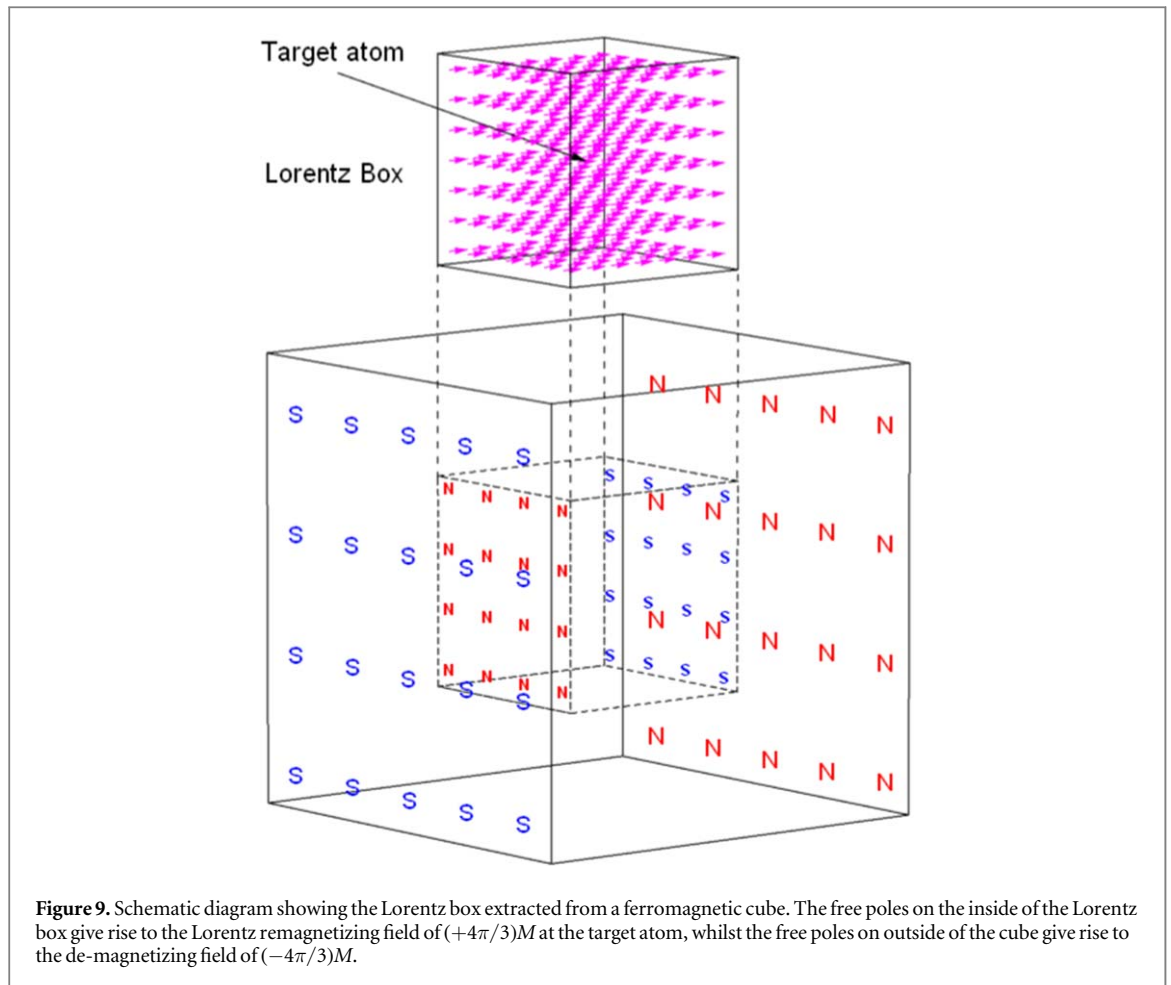 Target atom
Lorentz Box
N N N N N
S S S S S
N N N N
S S S S
N N N N N
S S S S S
N N N N
S S S S
N N N N N
S S S S S
N N N N
S S S S
N N N N N
S S S S S
N N N N
S S S S
Figure 9. Schematic diagram showing the Lorentz box extracted from a ferromagnetic cube. The free poles on the inside of the Lorentz
box give rise to the Lorentz remagnetizing field of (+4π/3)M at the target atom, whilst the free poles on outside of the cube give rise to
the de-magnetizing field of (−4π/3)M.